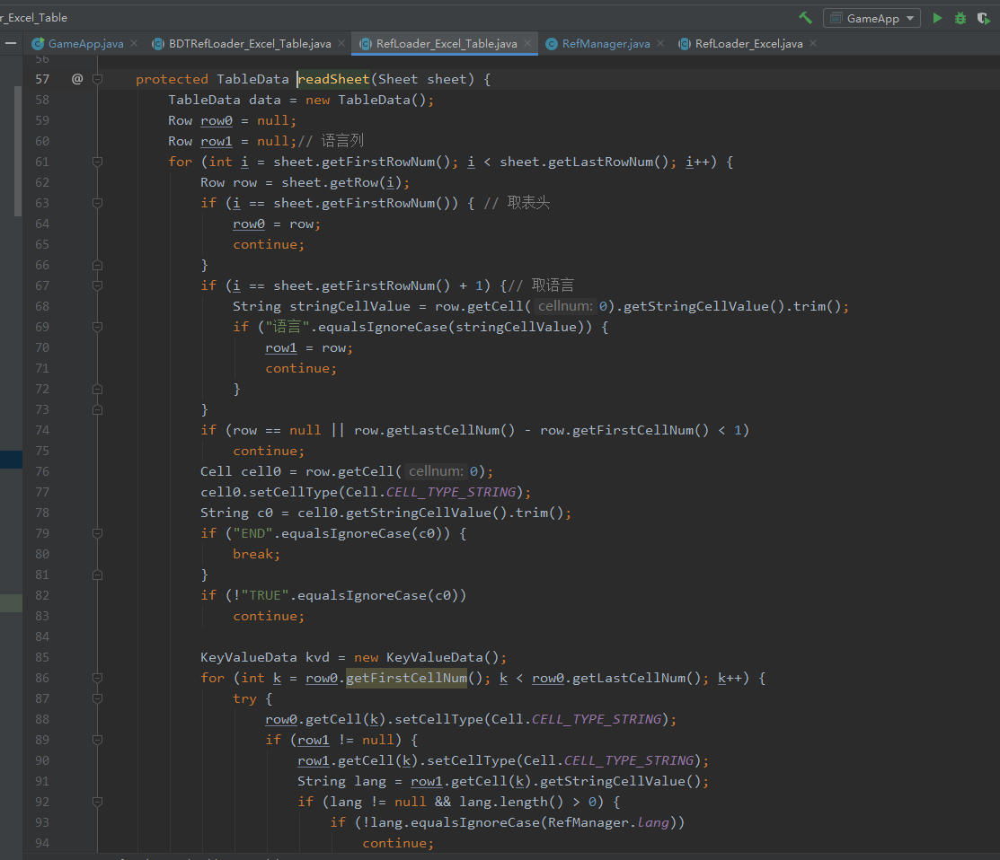 r_Excel_Table
GameApp
GameApp.java
BDTRefLoader_Excel_Table.java
RefLoader_Excel_Table.java
RefManager.java
RefLoader_Excel.java
56
57 @ protected TableData readSheet(Sheet sheet) {
58 TableData data = new TableData();
59 Row row0 = null;
60 Row row1 = null;// 语言列
61 for (int i = sheet.getFirstRowNum(); i < sheet.getLastRowNum(); i++) {
62 Row row = sheet.getRow(i);
63 if (i == sheet.getFirstRowNum()) { // 取表头
64 row0 = row;
65 continue;
66 }
67 if (i == sheet.getFirstRowNum() + 1) {// 取语言
68 String stringCellValue = row.getCell( cellnum: 0).getStringCellValue().trim();
69 if ("语言".equalsIgnoreCase(stringCellValue)) {
70 row1 = row;
71 continue;
72 }
73 }
74 if (row == null || row.getLastCellNum() - row.getFirstCellNum() < 1)
75 continue;
76 Cell cell0 = row.getCell( cellnum: 0);
77 cell0.setCellType(Cell.CELL_TYPE_STRING);
78 String c0 = cell0.getStringCellValue().trim();
79 if ("END".equalsIgnoreCase(c0)) {
80 break;
81 }
82 if (!"TRUE".equalsIgnoreCase(c0))
83 continue;
84
85 KeyValueData kvd = new KeyValueData();
86 for (int k = row0.getFirstCellNum(); k < row0.getLastCellNum(); k++) {
87 try {
88 row0.getCell(k).setCellType(Cell.CELL_TYPE_STRING);
89 if (row1 != null) {
90 row1.getCell(k).setCellType(Cell.CELL_TYPE_STRING);
91 String lang = row1.getCell(k).getStringCellValue();
92 if (lang != null && lang.length() > 0) {
93 if (!lang.equalsIgnoreCase(RefManager.lang))
94 continue;